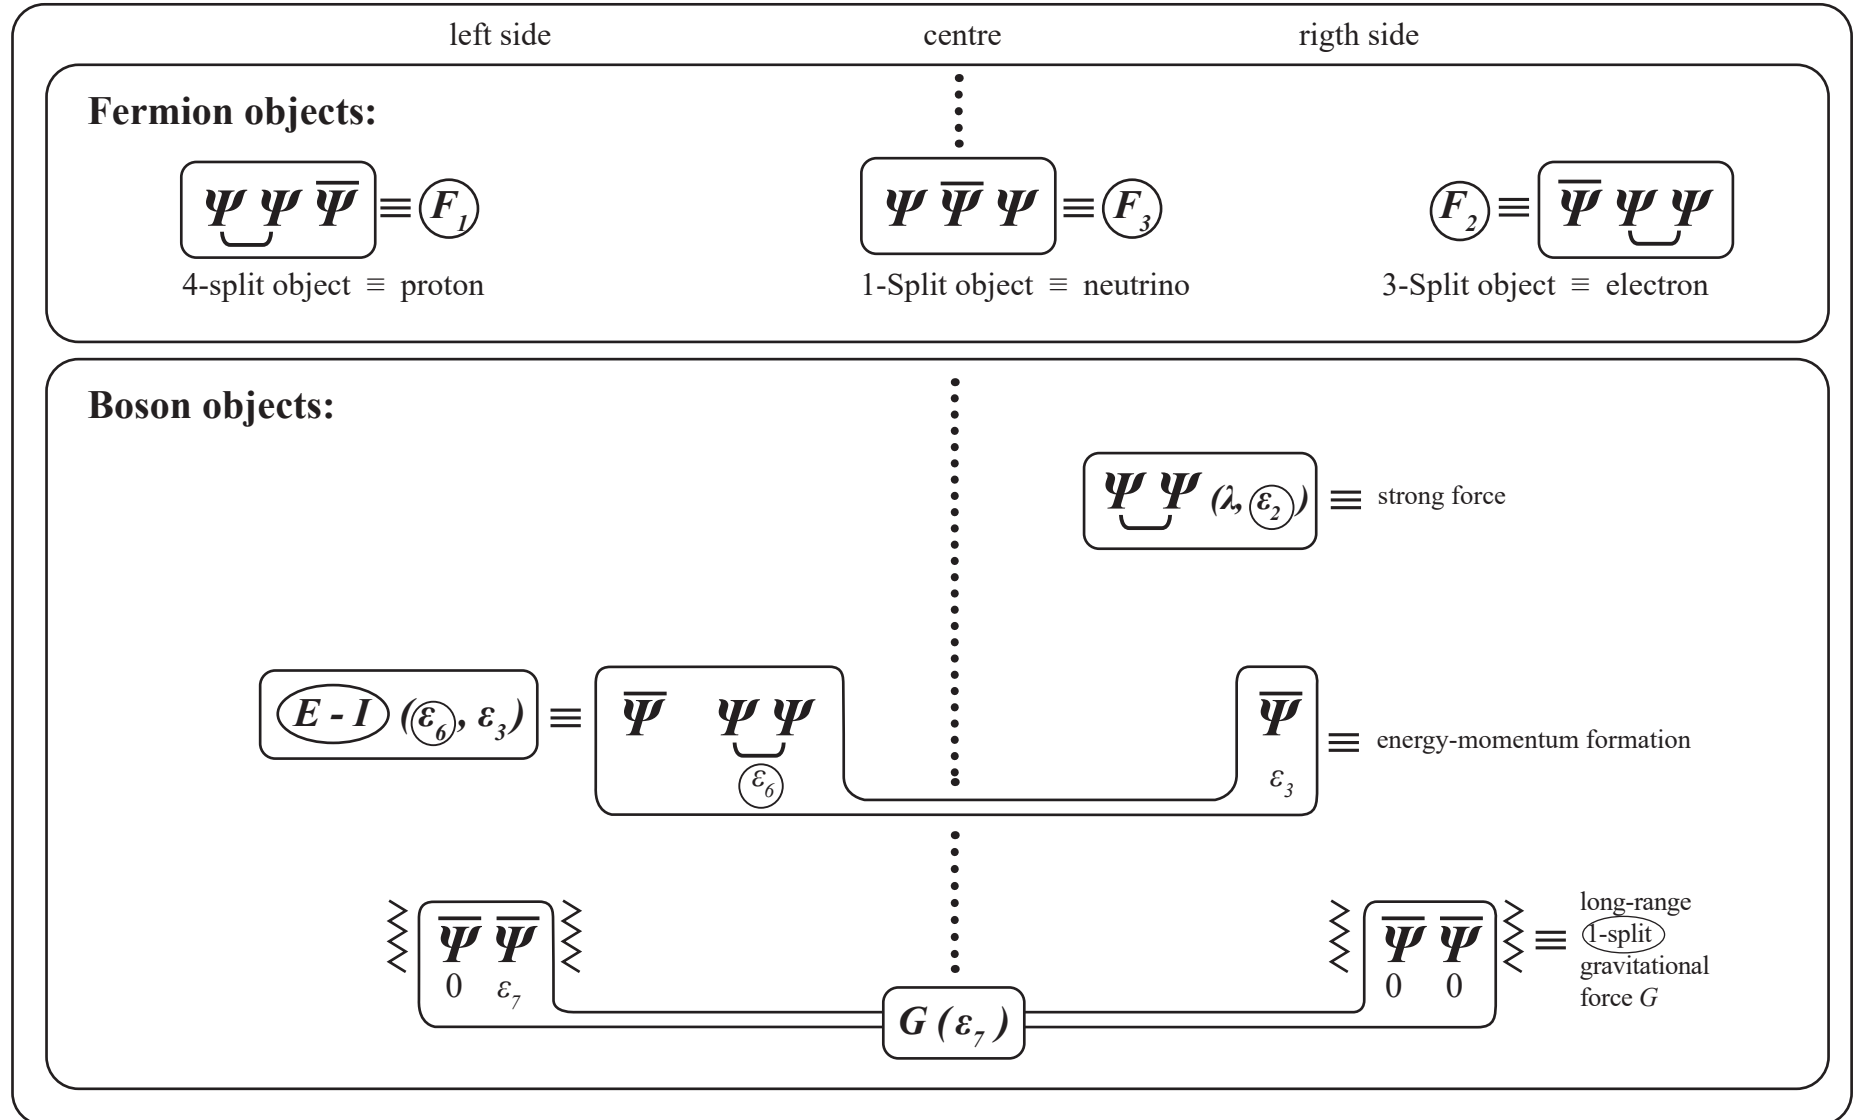 left side centre rigth side
Fermion objects:
Ψ Ψ Ψ̅ ≡ F₁
Ψ Ψ̅ Ψ ≡ F₃
F₂ ≡ Ψ̅ Ψ Ψ
4-split object ≡ proton
1-Split object ≡ neutrino
3-Split object ≡ electron
Boson objects:
Ψ Ψ (λ, ε₂) ≡ strong force
E - I (ε₆, ε₃) ≡ Ψ̅ Ψ Ψ Ψ̅ ≡ energy-momentum formation
ε₆ ε₃
Ψ̅ Ψ̅
0 ε₇
Ψ̅ Ψ̅ ≡
0 0
long-range
1-split
gravitational
force G
G (ε₇)